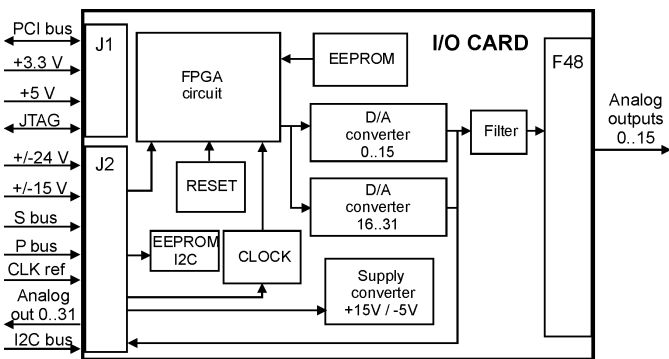 PCI bus
+3.3 V
+5 V
JTAG
+/-24 V
+/-15 V
S bus
P bus
CLK ref
Analog
out 0..31
I2C bus
J1
J2
FPGA
circuit
EEPROM
I/O CARD
F48
D/A
converter
0..15
Filter
Analog
outputs
0..15
RESET
D/A
converter
16..31
EEPROM
I2C
CLOCK
Supply
converter
+15V / -5V